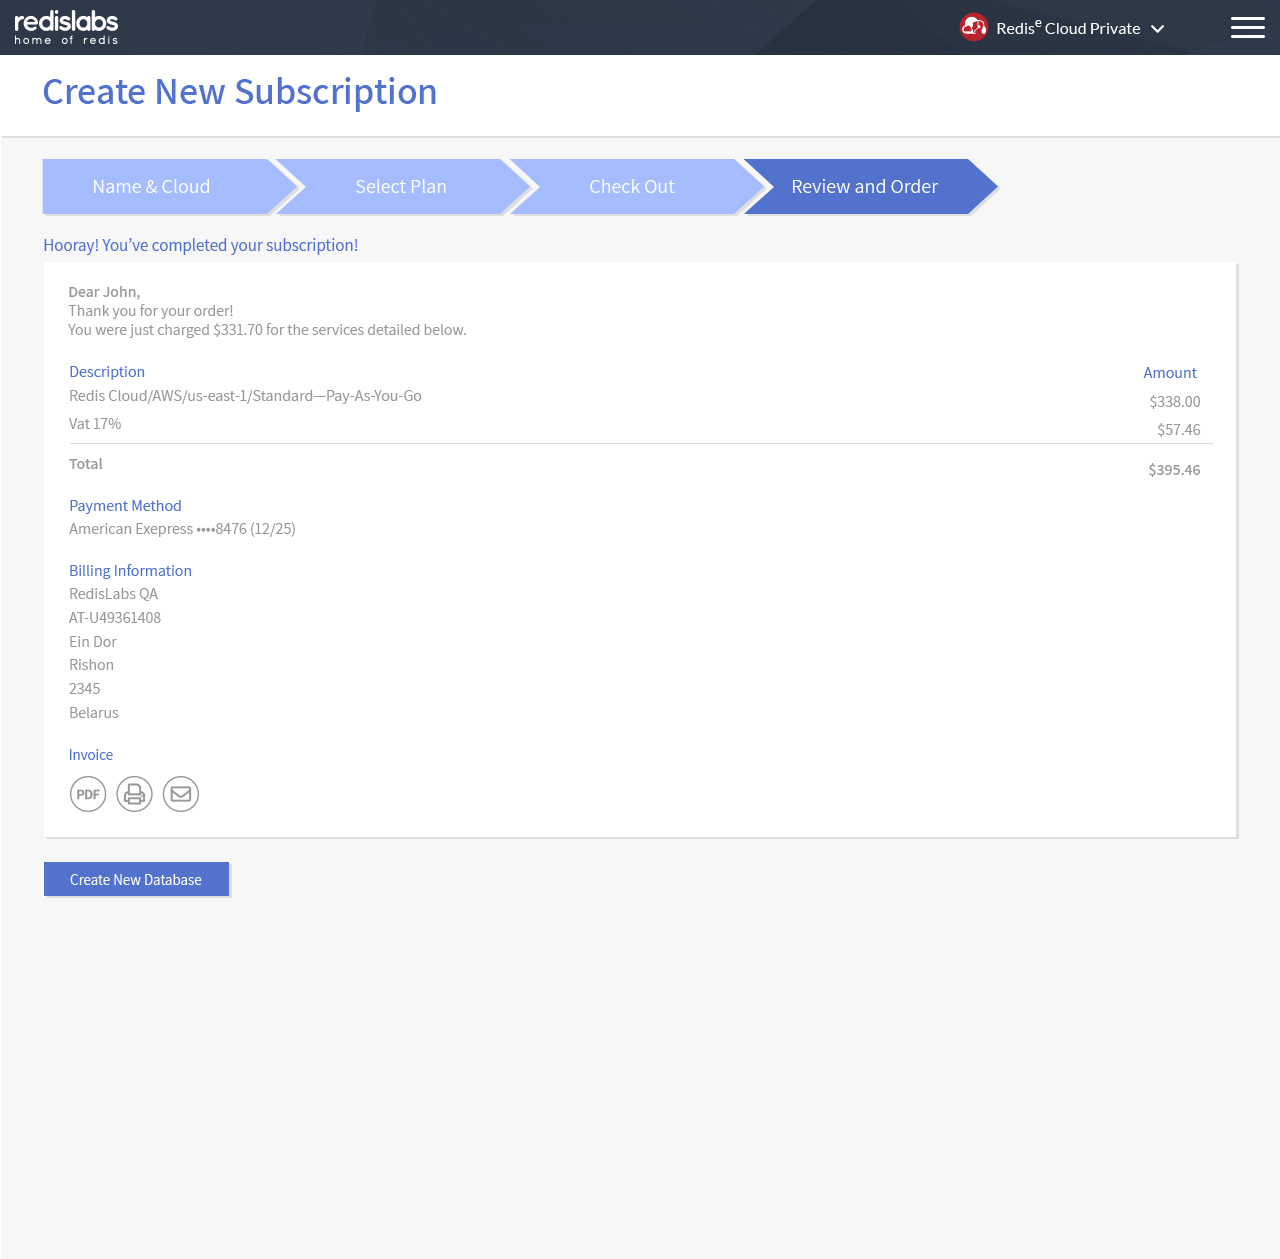 redislabs
home of redis
Redise Cloud Private
Create New Subscription
Name & Cloud
Select Plan
Check Out
Review and Order
Hooray! You’ve completed your subscription!
Dear John,
Thank you for your order!
You were just charged $331.70 for the services detailed below.
Description Amount
Redis Cloud/AWS/us-east-1/Standard—Pay-As-You-Go $338.00
Vat 17% $57.46
Total $395.46
Payment Method
American Exepress ••••8476 (12/25)
Billing Information
RedisLabs QA
AT-U49361408
Ein Dor
Rishon
2345
Belarus
Invoice
PDF
Create New Database